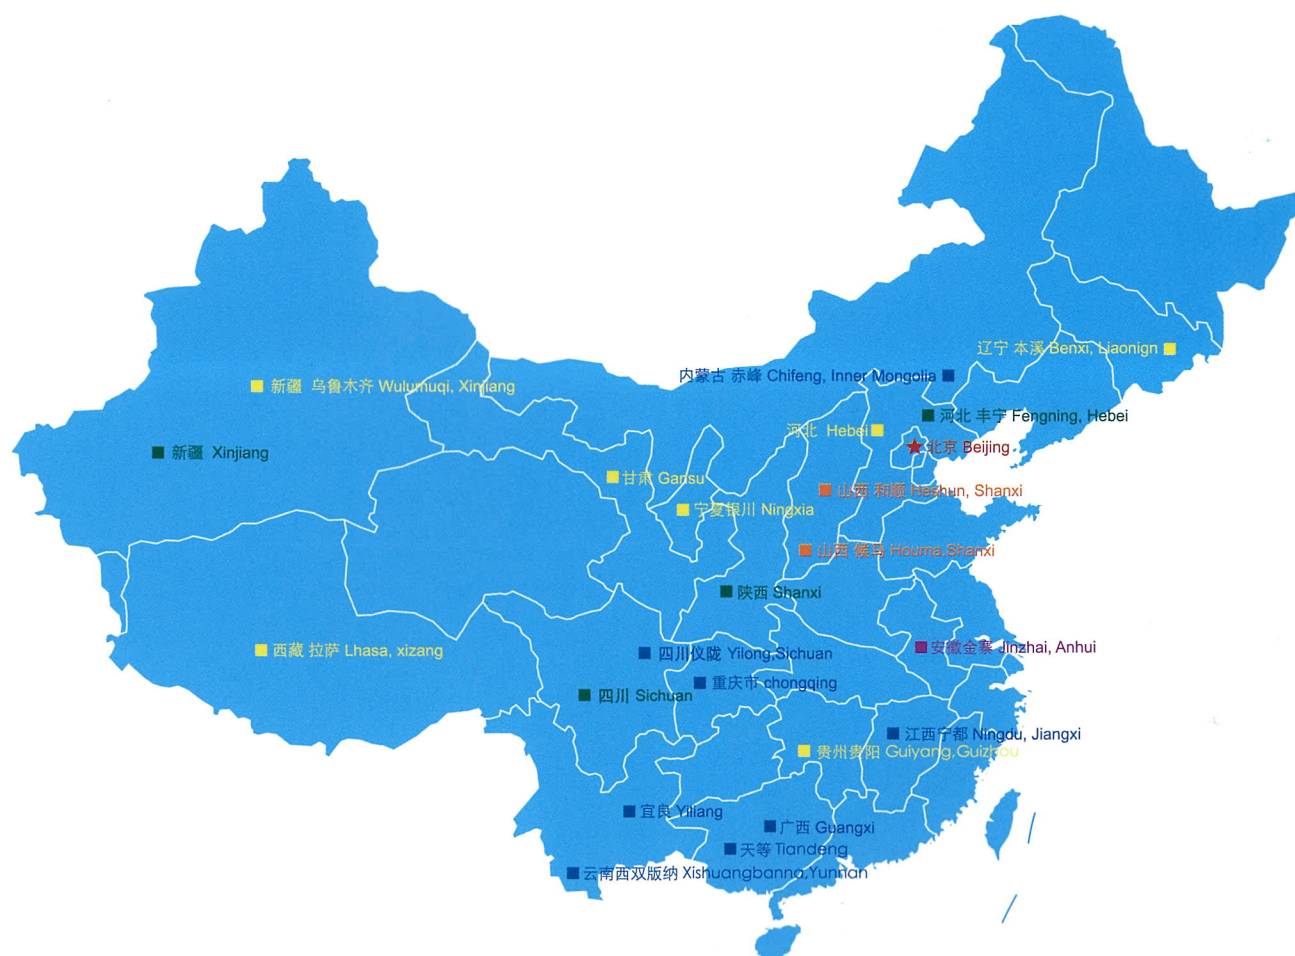 辽宁 本溪 Benxi, Liaonign
内蒙古 赤峰 Chifeng, Inner Mongolia
新疆 乌鲁木齐 Wulumuqi, Xinjiang
河北 丰宁 Fengning, Hebei
河北 Hebei
北京 Beijing
新疆 Xinjiang
甘肃 Gansu
山西 和顺 Heshun, Shanxi
宁夏银川 Ningxia
山西 侯马 Houma,Shanxi
陕西 Shanxi
安徽金寨 Jinzhai, Anhui
西藏 拉萨 Lhasa, xizang
四川仪陇 Yilong,Sichuan
重庆市 chongqing
四川 Sichuan
江西宁都 Ningdu, Jiangxi
贵州贵阳 Guiyang,Guizhou
宜良 Yiliang
广西 Guangxi
天等 Tiandeng
云南西双版纳 Xishuangbanna,Yunnan